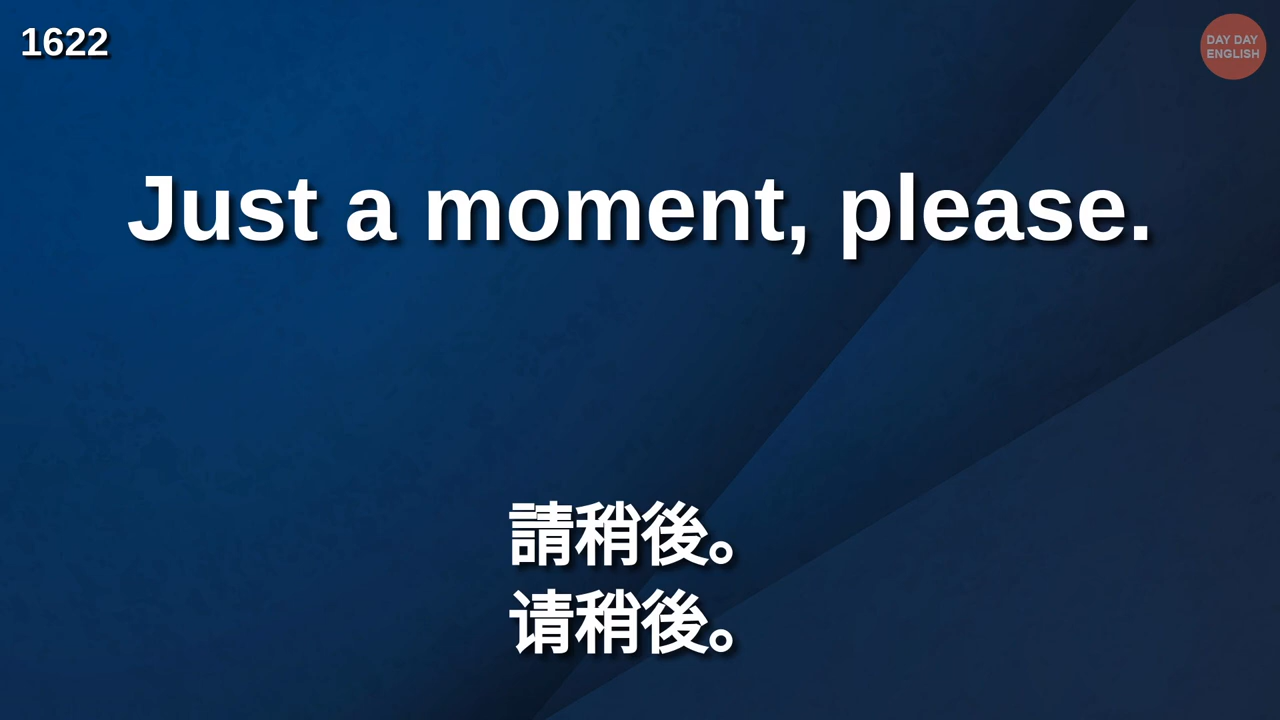 1622
DAY DAY
ENGLISH
Just a moment, please.
請稍後。
请稍後。